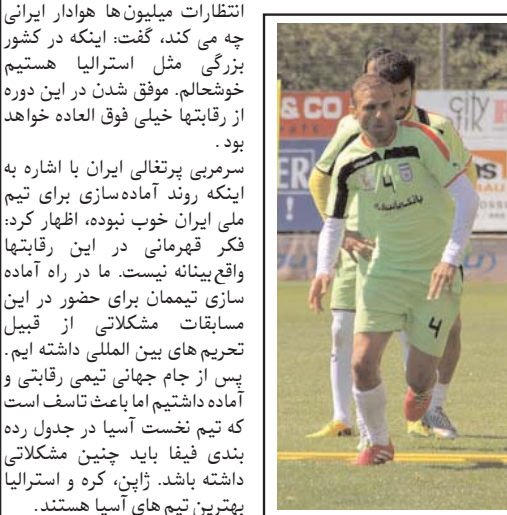 انتظارات میلیون‌ها هوادار ایرانی
چه می کند، گفت: اینکه در کشور
بزرگی مثل استرالیا هستیم
خوشحالم. موفق شدن در این دوره
از رقابتها خیلی فوق العاده خواهد
بود .
سرمربی پرتغالی ایران با اشاره به
اینکه روند آماده‌سازی برای تیم
ملی ایران خوب نبوده، اظهار کرد:
فکر قهرمانی در این رقابتها
واقع‌بینانه نیست. ما در راه آماده
سازی تیممان برای حضور در این
مسابقات مشکلاتی از قبیل
تحریم های بین المللی داشته ایم.
پس از جام جهانی تیمی رقابتی و
آماده داشتیم اما باعث تاسف است
که تیم نخست آسیا در جدول رده
بندی فیفا باید چنین مشکلاتی
داشته باشد. ژاپن، کره و استرالیا
بهترین تیم های آسیا هستند.
& CO
city
ER
!
BAU
4
4